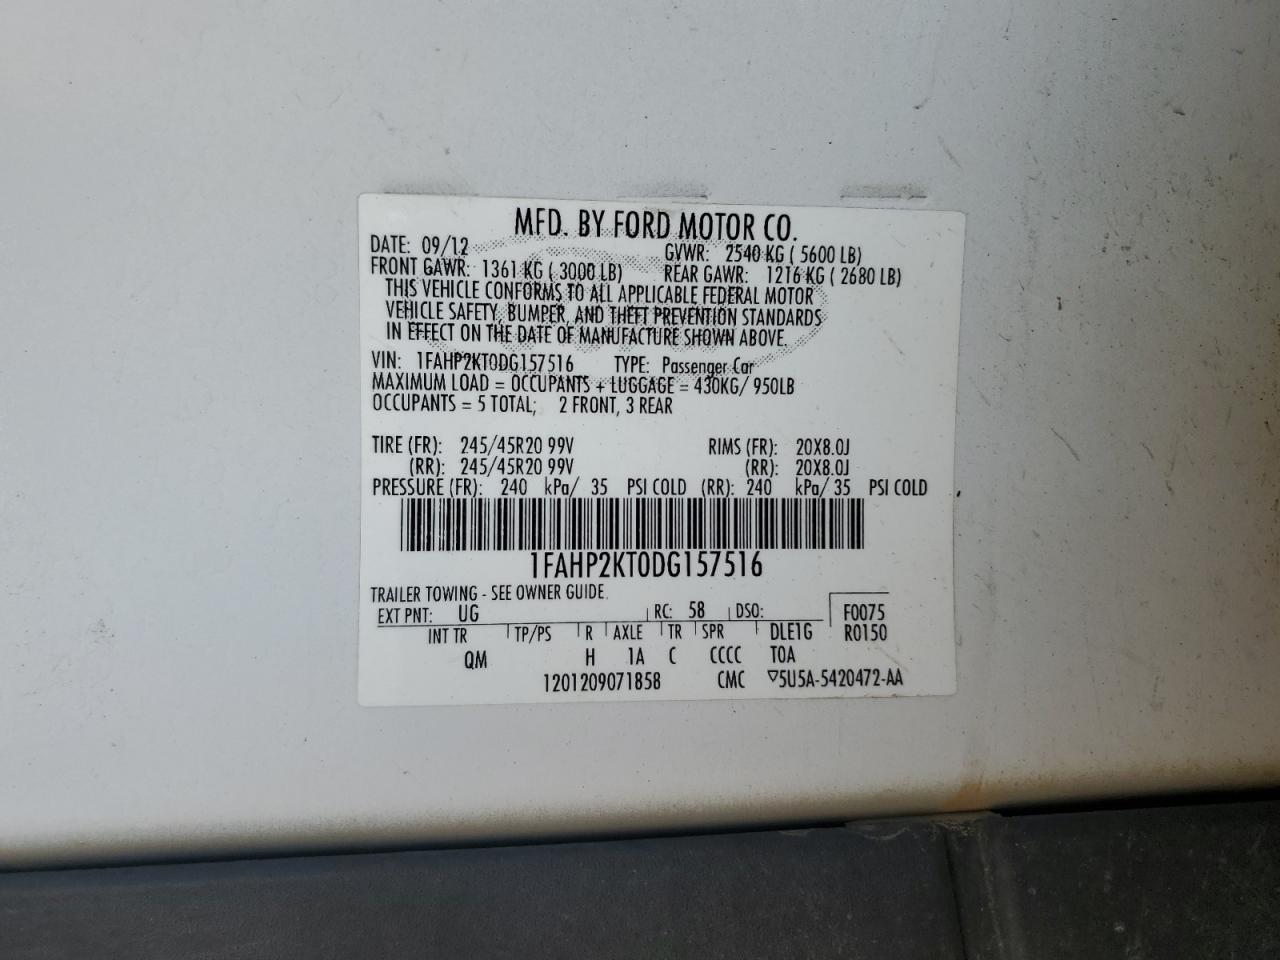 MFD. BY FORD MOTOR CO.
DATE: 09/12 GVWR: 2540 KG ( 5600 LB)
FRONT GAWR: 1361 KG ( 3000 LB) REAR GAWR: 1216 KG ( 2680 LB)
THIS VEHICLE CONFORMS TO ALL APPLICABLE FEDERAL MOTOR
VEHICLE SAFETY, BUMPER, AND THEFT PREVENTION STANDARDS
IN EFFECT ON THE DATE OF MANUFACTURE SHOWN ABOVE.
VIN: 1FAHP2KT0DG157516 TYPE: Passenger Car
MAXIMUM LOAD = OCCUPANTS + LUGGAGE = 430KG/ 950LB
OCCUPANTS = 5 TOTAL; 2 FRONT, 3 REAR
TIRE (FR): 245/45R20 99V RIMS (FR): 20X8.0J
(RR): 245/45R20 99V (RR): 20X8.0J
PRESSURE (FR): 240 kPa/ 35 PSI COLD (RR): 240 kPa/ 35 PSI COLD
1FAHP2KT0DG157516
TRAILER TOWING - SEE OWNER GUIDE.
EXT PNT: UG RC: 58 DSO: F0075
INT TR TP/PS R AXLE TR SPR DLE1G R0150
QM H 1A C CCCC TOA
1201209071858 CMC ▽5U5A-5420472-AA